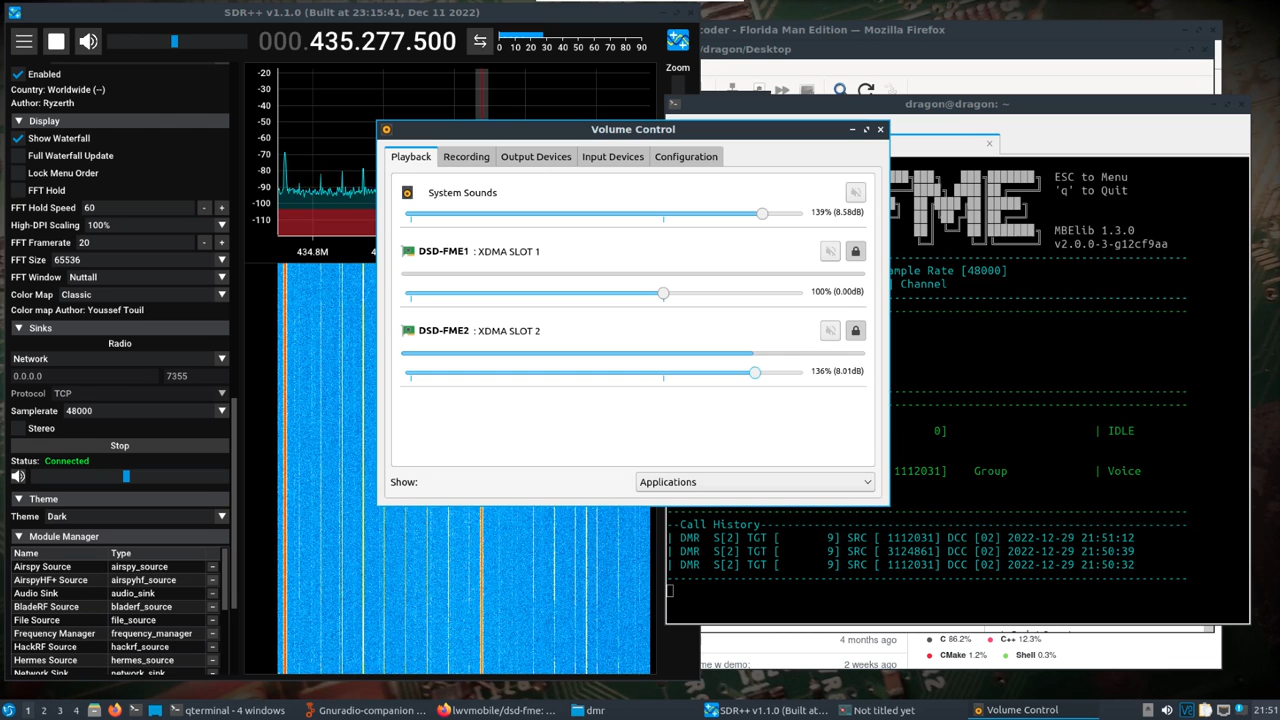 SDR++ v1.1.0 (Built at 23:15:41, Dec 11 2022)
000.435.277.500
0 10 20 30 40 50 60 70 80 90
Zoom
Enabled
Country: Worldwide (--)
Author: Ryzerth
Display
Show Waterfall
Full Waterfall Update
Lock Menu Order
FFT Hold
FFT Hold Speed 60 - +
High-DPI Scaling 100%
FFT Framerate 20 - +
FFT Size 65536
FFT Window Nuttall
Color Map Classic
Color map Author: Youssef Touil
Sinks
Radio
Network
0.0.0.0 7355
Protocol TCP
Samplerate 48000
Stereo
Stop
Status: Connected
Theme
Theme Dark
Module Manager
Name Type
Airspy Source airspy_source -
AirspyHF+ Source airspyhf_source -
Audio Sink audio_sink -
BladeRF Source bladerf_source -
File Source file_source -
Frequency Manager frequency_manager -
HackRF Source hackrf_source -
Hermes Source hermes_source -
Network Sink network_sink -
-20
-30
-40
-50
-60
-70
-80
-90
-100
-110
434.8M
coder - Florida Man Edition — Mozilla Firefox
/dragon/Desktop
dragon@dragon: ~
Volume Control
Playback Recording Output Devices Input Devices Configuration
System Sounds
139% (8.58dB)
DSD-FME1 : XDMA SLOT 1
100% (0.00dB)
DSD-FME2 : XDMA SLOT 2
136% (8.01dB)
Show: Applications
ESC to Menu
'q' to Quit
MBElib 1.3.0
v2.0.0-3-g12cf9aa
ample Rate [48000]
| Channel
0] | IDLE
1112031] Group | Voice
--Call History--
| DMR S[2] TGT [ 9] SRC [ 1112031] DCC [02] 2022-12-29 21:51:12
| DMR S[2] TGT [ 9] SRC [ 3124861] DCC [02] 2022-12-29 21:50:39
| DMR S[2] TGT [ 9] SRC [ 1112031] DCC [02] 2022-12-29 21:50:32
4 months ago
C 86.2% C++ 12.3%
CMake 1.2% Shell 0.3%
me w demo; 2 weeks ago
1 2 3 4 qterminal - 4 windows Gnuradio-companion ... lwvmobile/dsd-fme: ... dmr SDR++ v1.1.0 (Built at... Not titled yet Volume Control 21:51